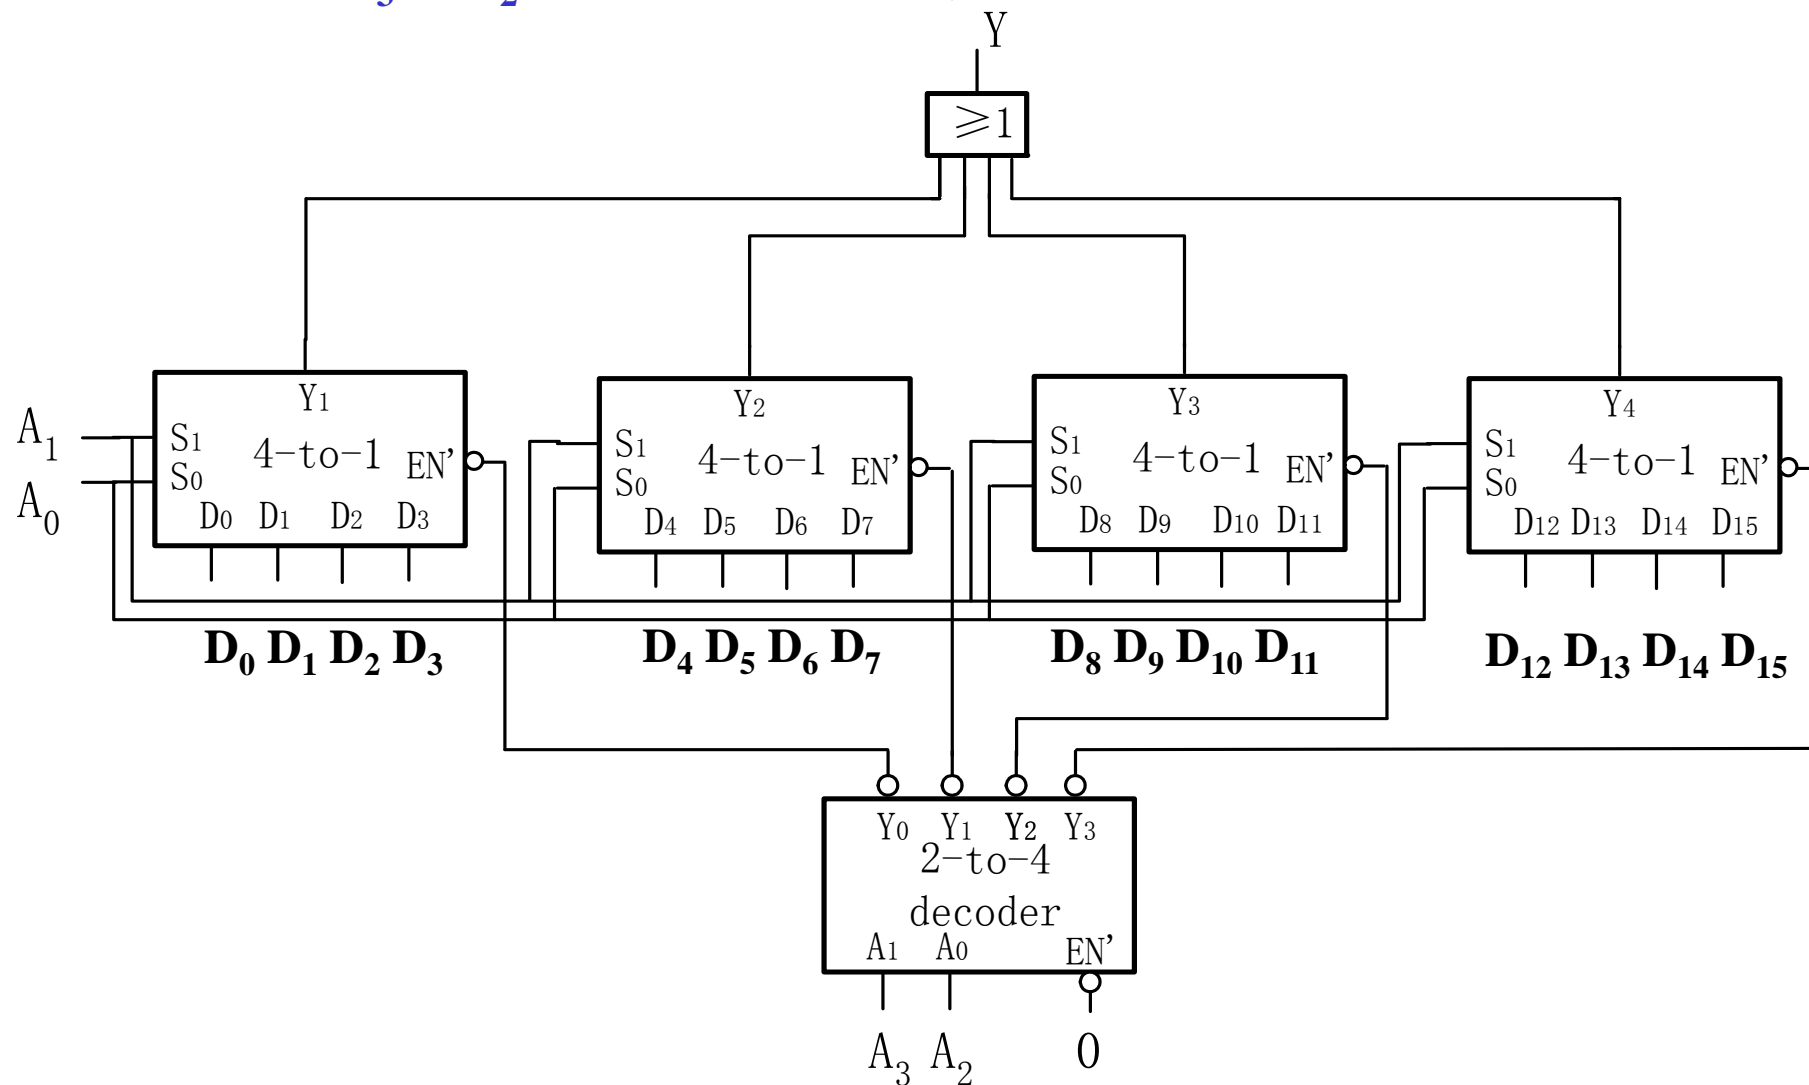 3 2
Y
≥1
Y1 Y2 Y3 Y4
A1 S1 4-to-1 EN' S1 4-to-1 EN' S1 4-to-1 EN' S1 4-to-1 EN'
A0 S0 S0 S0 S0
D0 D1 D2 D3 D4 D5 D6 D7 D8 D9 D10 D11 D12 D13 D14 D15
D0 D1 D2 D3 D4 D5 D6 D7 D8 D9 D10 D11 D12 D13 D14 D15
Y0 Y1 Y2 Y3
2-to-4
decoder
A1 A0 EN'
A3 A2 0